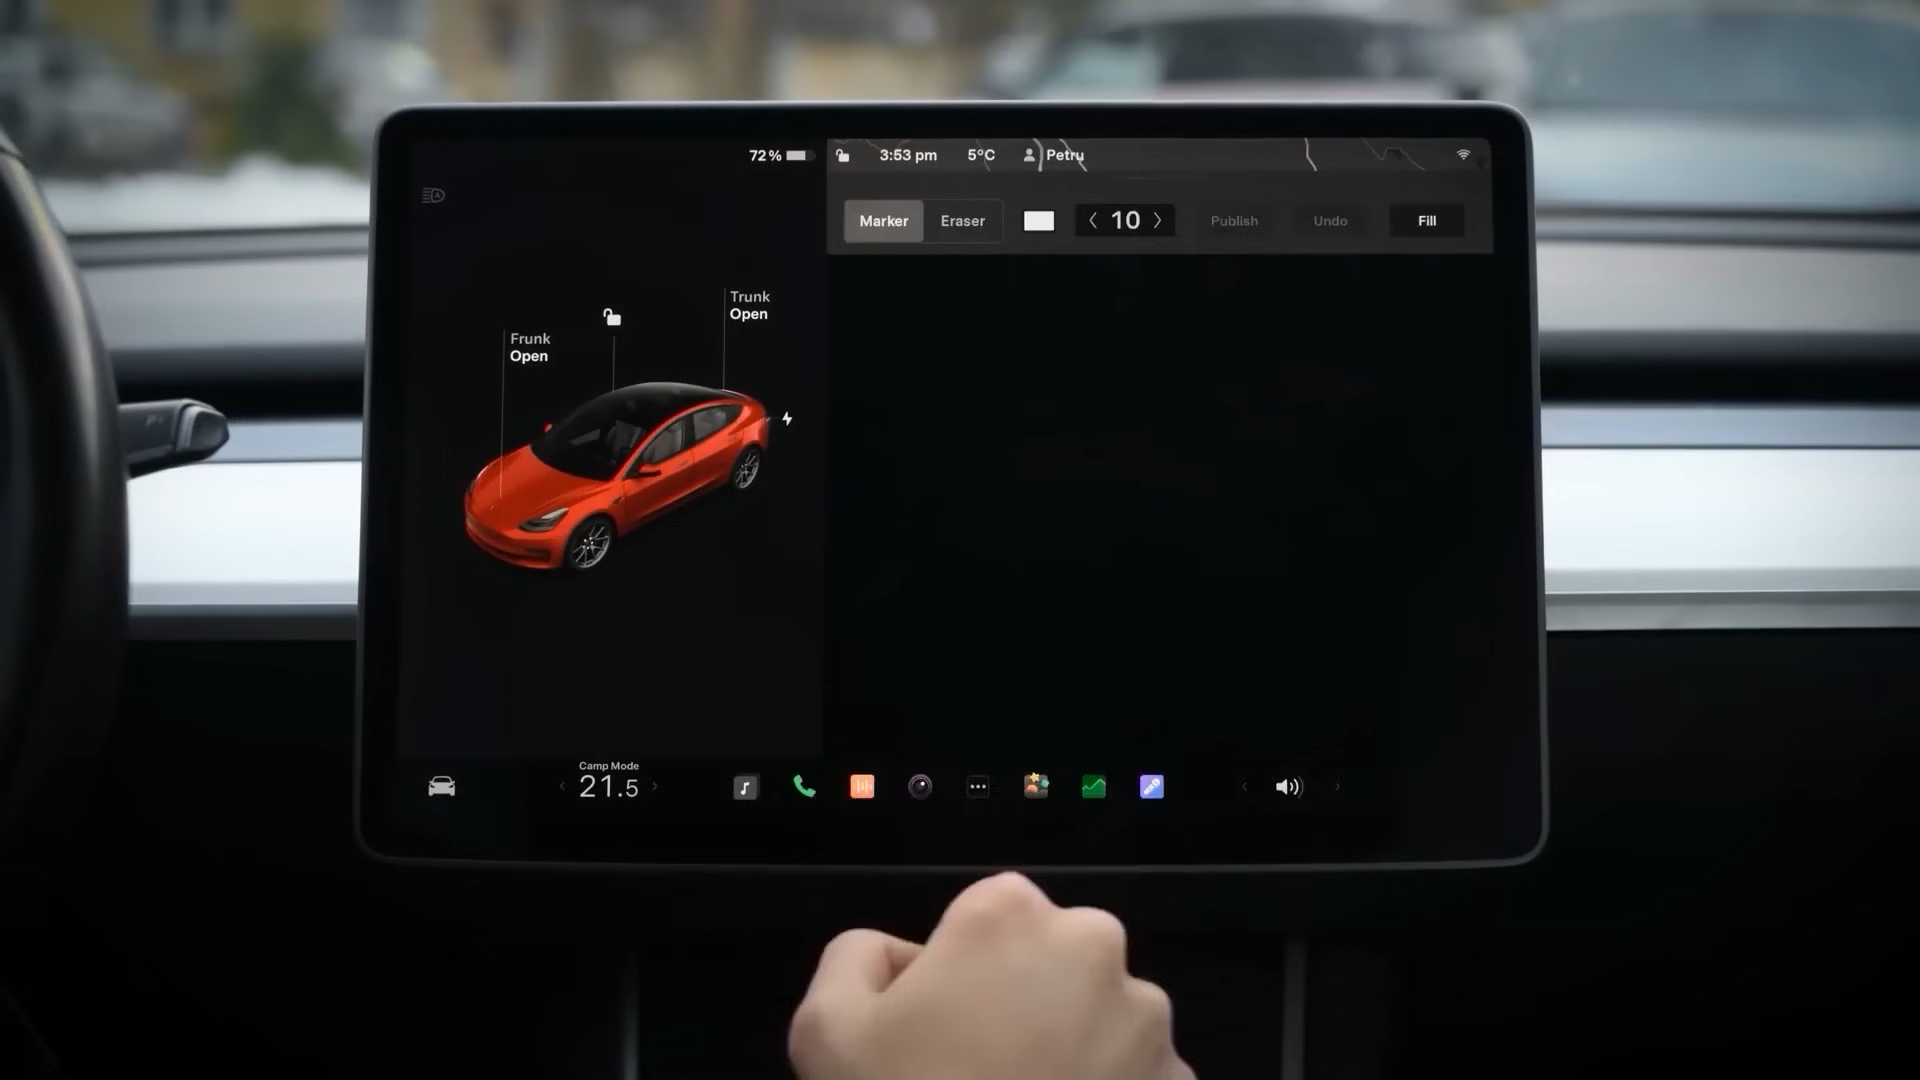 72 %
3:53 pm
5°C
Petru
Marker
Eraser
10
Publish
Undo
Fill
Trunk
Open
Frunk
Open
Camp Mode
21.5